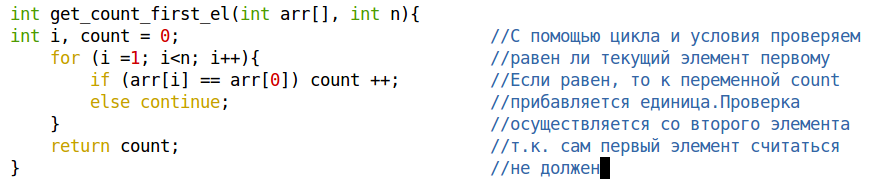 int get_count_first_el(int arr[], int n){
int i, count = 0; //С помощью цикла и условия проверяем
for (i =1; i<n; i++){ //равен ли текущий элемент первому
if (arr[i] == arr[0]) count ++; //Если равен, то к переменной count
else continue; //прибавляется единица.Проверка
} //осуществляется со второго элемента
return count; //т.к. сам первый элемент считаться
} //не должен